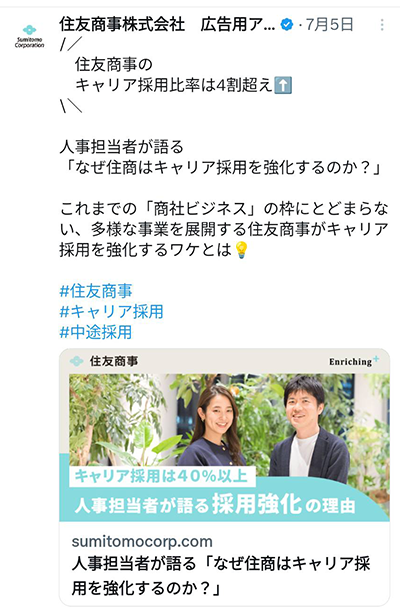 住友商事株式会社　広告用ア... ・7月5日
Sumitomo
Corporation
/／
住友商事の
キャリア採用比率は4割超え⬆️
\＼
人事担当者が語る
「なぜ住商はキャリア採用を強化するのか？」
これまでの「商社ビジネス」の枠にとどまらな
い、多様な事業を展開する住友商事がキャリア
採用を強化するワケとは💡
#住友商事
#キャリア採用
#中途採用
住友商事
Enriching+
キャリア採用は40%以上
人事担当者が語る採用強化の理由
sumitomocorp.com
人事担当者が語る「なぜ住商はキャリア採
用を強化するのか？」